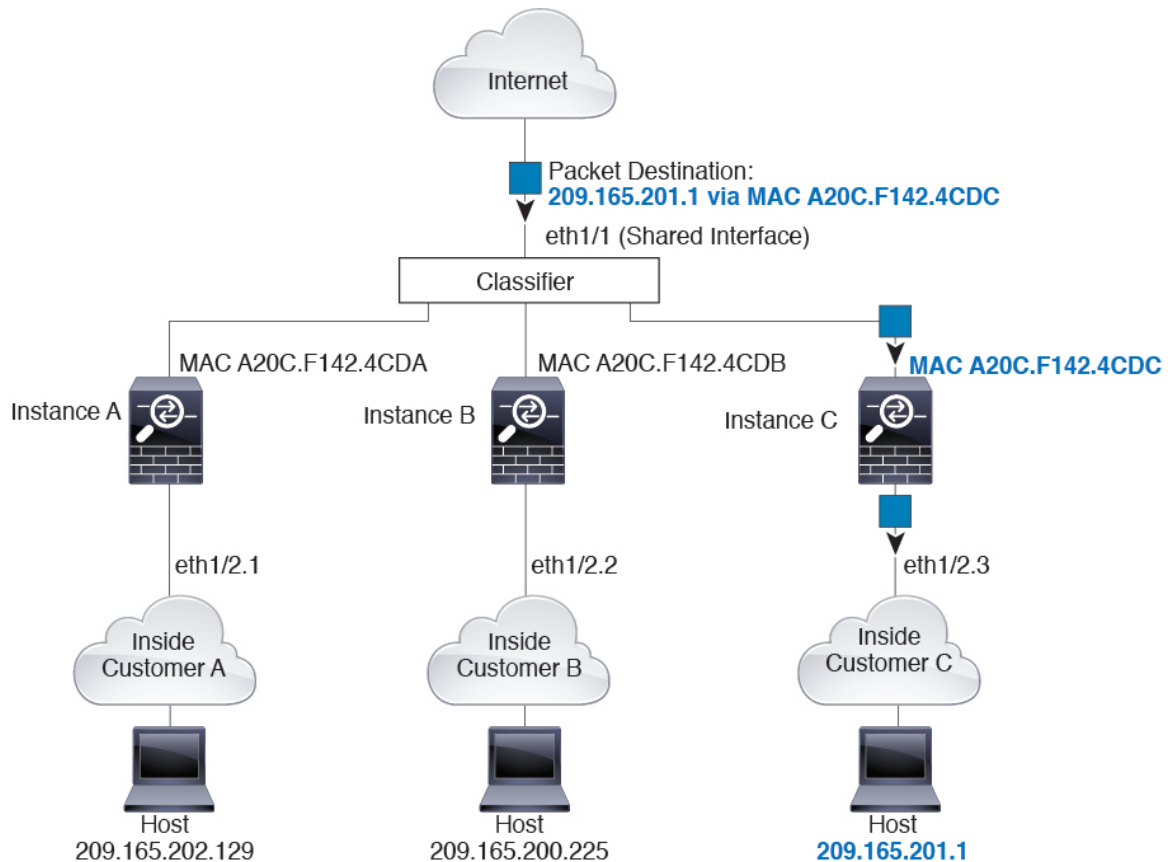 Internet
Packet Destination:
209.165.201.1 via MAC A20C.F142.4CDC
eth1/1 (Shared Interface)
Classifier
MAC A20C.F142.4CDA
MAC A20C.F142.4CDB
MAC A20C.F142.4CDC
Instance A
Instance B
Instance C
eth1/2.1
eth1/2.2
eth1/2.3
Inside
Customer A
Inside
Customer B
Inside
Customer C
Host
209.165.202.129
Host
209.165.200.225
Host
209.165.201.1